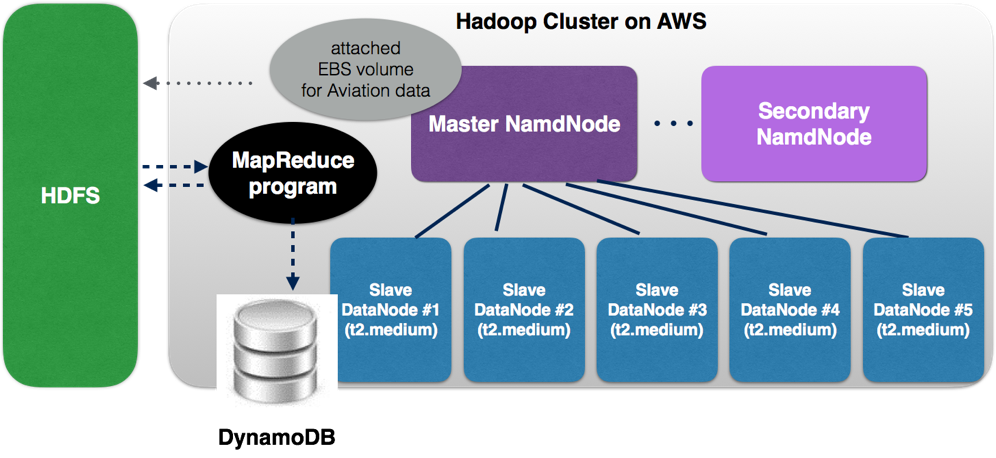 Hadoop Cluster on AWS
attached
EBS volume
for Aviation data
Master NamdNode
Secondary
NamdNode
MapReduce
program
HDFS
Slave
DataNode #1
(t2.medium)
Slave
DataNode #2
(t2.medium)
Slave
DataNode #3
(t2.medium)
Slave
DataNode #4
(t2.medium)
Slave
DataNode #5
(t2.medium)
DynamoDB